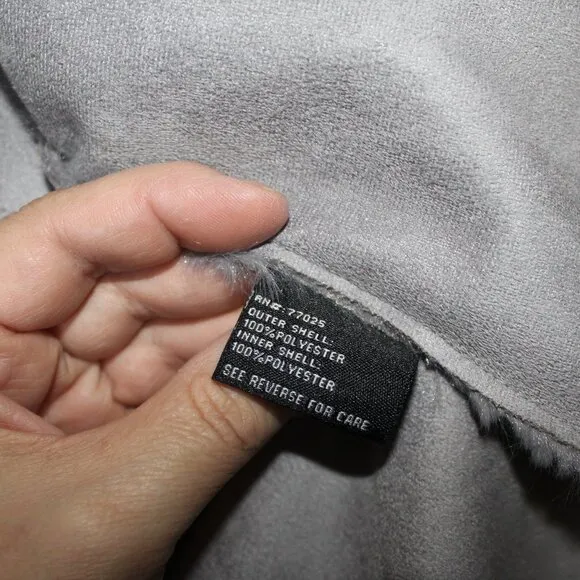 RN#:77025
OUTER SHELL:
100%POLYESTER
INNER SHELL:
100%POLYESTER
SEE REVERSE FOR CARE